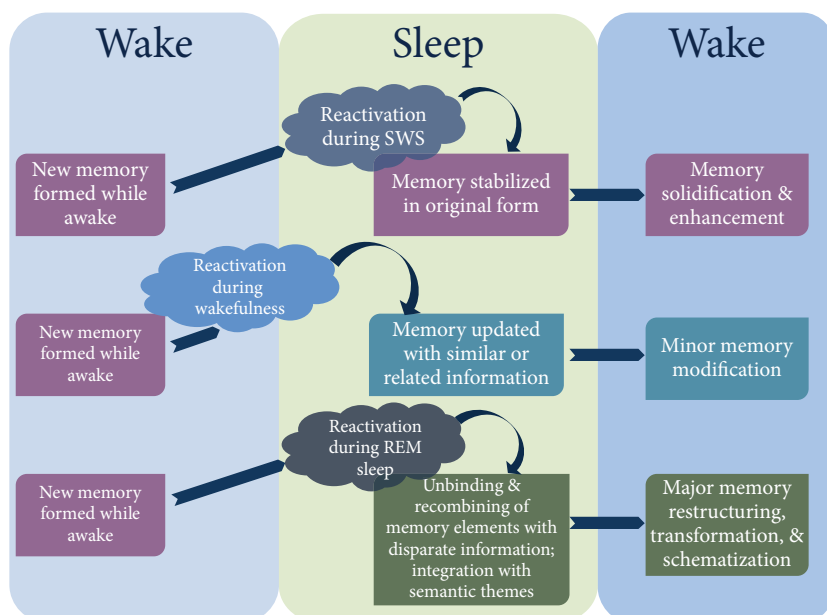 Wake
Sleep
Wake
Reactivation
during SWS
New memory
formed while
awake
Memory stabilized
in original form
Memory
solidification &
enhancement
Reactivation
during
wakefulness
New memory
formed while
awake
Memory updated
with similar or
related information
Minor memory
modification
Reactivation
during REM
sleep
New memory
formed while
awake
Unbinding &
recombining of
memory elements with
disparate information;
integration with
semantic themes
Major memory
restructuring,
transformation, &
schematization